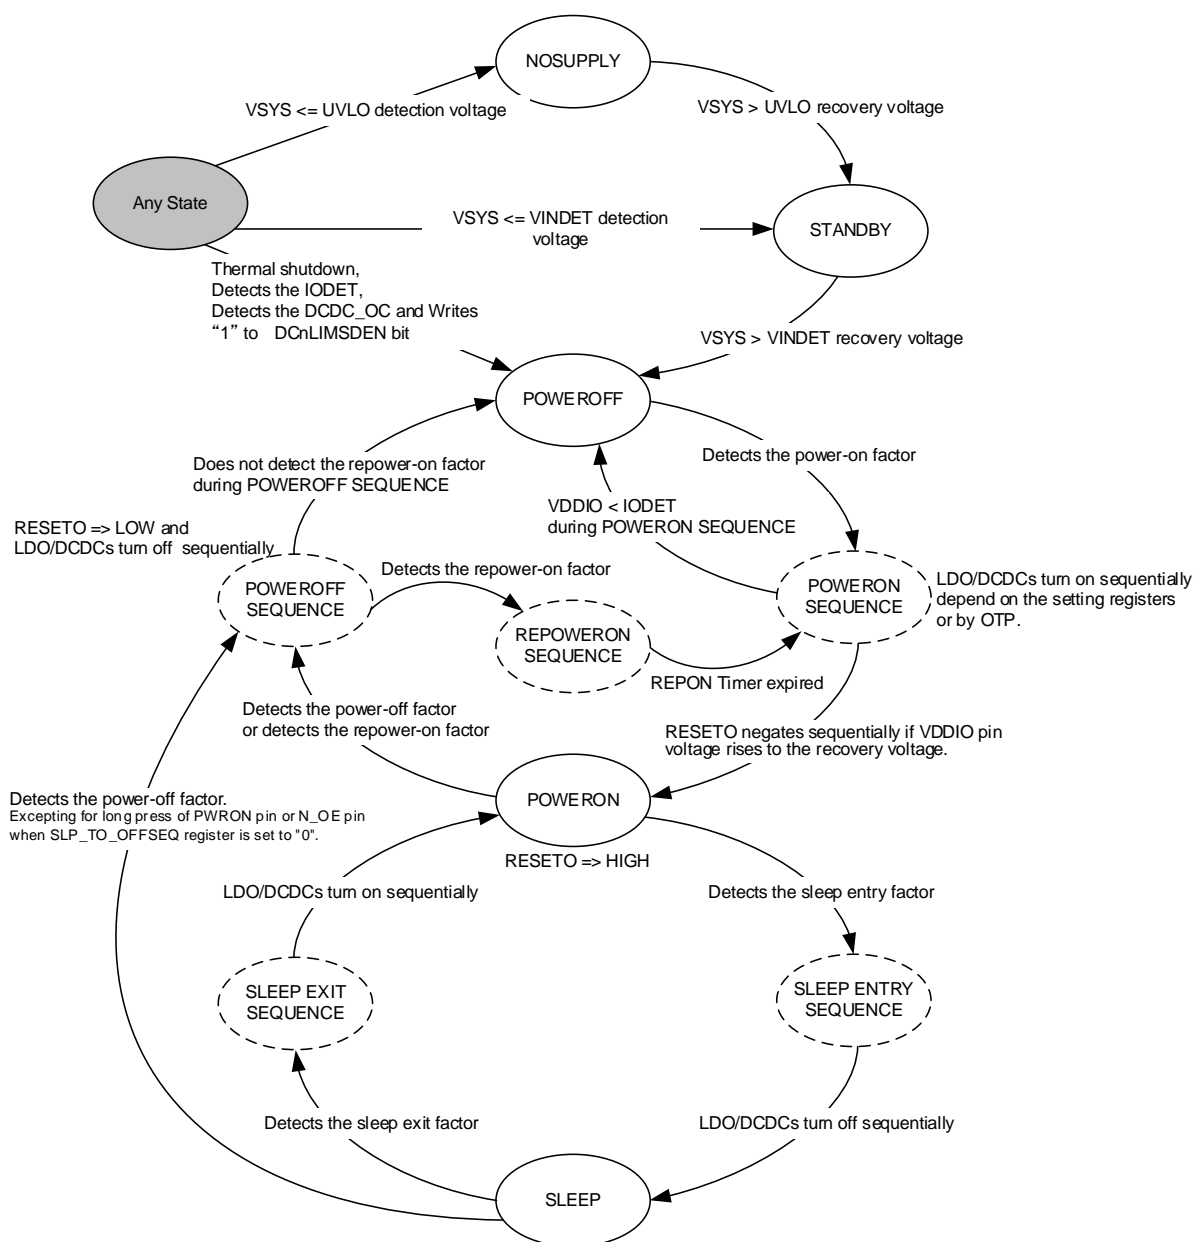 NOSUPPLY
VSYS <= UVLO detection voltage
VSYS > UVLO recovery voltage
Any State
VSYS <= VINDET detection
voltage
STANDBY
Thermal shutdown,
Detects the IODET,
Detects the DCDC_OC and Writes
“1” to DCnLIMSDEN bit
VSYS > VINDET recovery voltage
POWEROFF
Does not detect the repower-on factor
during POWEROFF SEQUENCE
Detects the power-on factor
VDDIO < IODET
during POWERON SEQUENCE
RESETO => LOW and
LDO/DCDCs turn off sequentially
POWEROFF
SEQUENCE
Detects the repower-on factor
REPOWERON
SEQUENCE
POWERON
SEQUENCE
LDO/DCDCs turn on sequentially
depend on the setting registers
or by OTP.
REPON Timer expired
Detects the power-off factor
or detects the repower-on factor
RESETO negates sequentially if VDDIO pin
voltage rises to the recovery voltage.
Detects the power-off factor.
Excepting for long press of PWRON pin or N_OE pin
when SLP_TO_OFFSEQ register is set to "0".
POWERON
RESETO => HIGH
LDO/DCDCs turn on sequentially
Detects the sleep entry factor
SLEEP EXIT
SEQUENCE
SLEEP ENTRY
SEQUENCE
Detects the sleep exit factor
LDO/DCDCs turn off sequentially
SLEEP